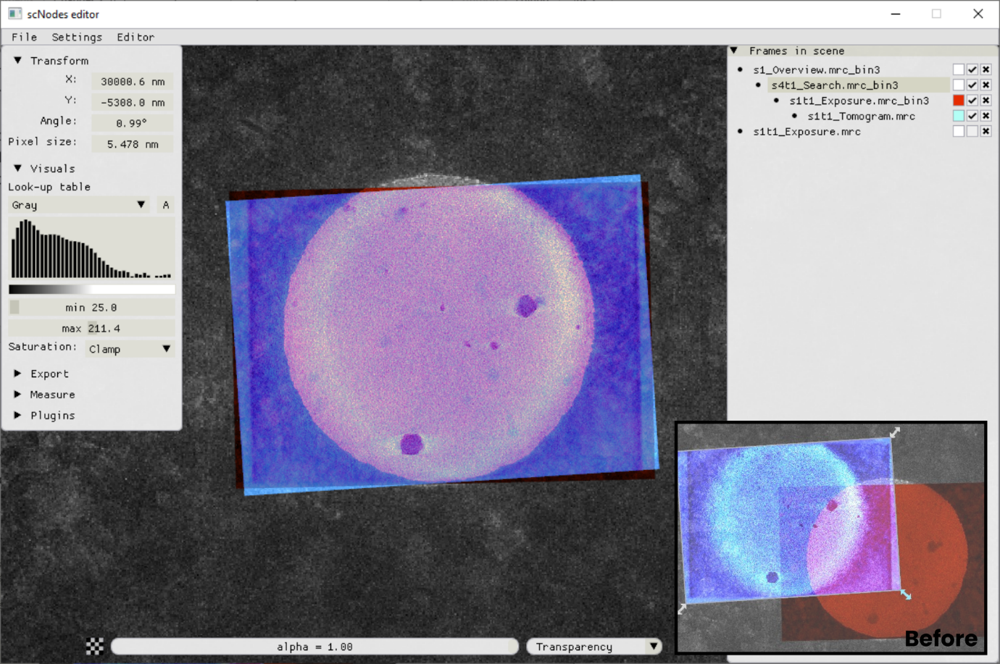 scNodes editor
File Settings Editor
Transform
X: 30000.6 nm
Y: -5308.0 nm
Angle: 0.99°
Pixel size: 5.478 nm
Visuals
Look-up table
Gray A
min 25.0
max 211.4
Saturation: Clamp
Export
Measure
Plugins
Frames in scene
s1_Overview.mrc_bin3
s4t1_Search.mrc_bin3
s1t1_Exposure.mrc_bin3
s1t1_Tomogram.mrc
s1t1_Exposure.mrc
alpha = 1.00
Transparency
Before